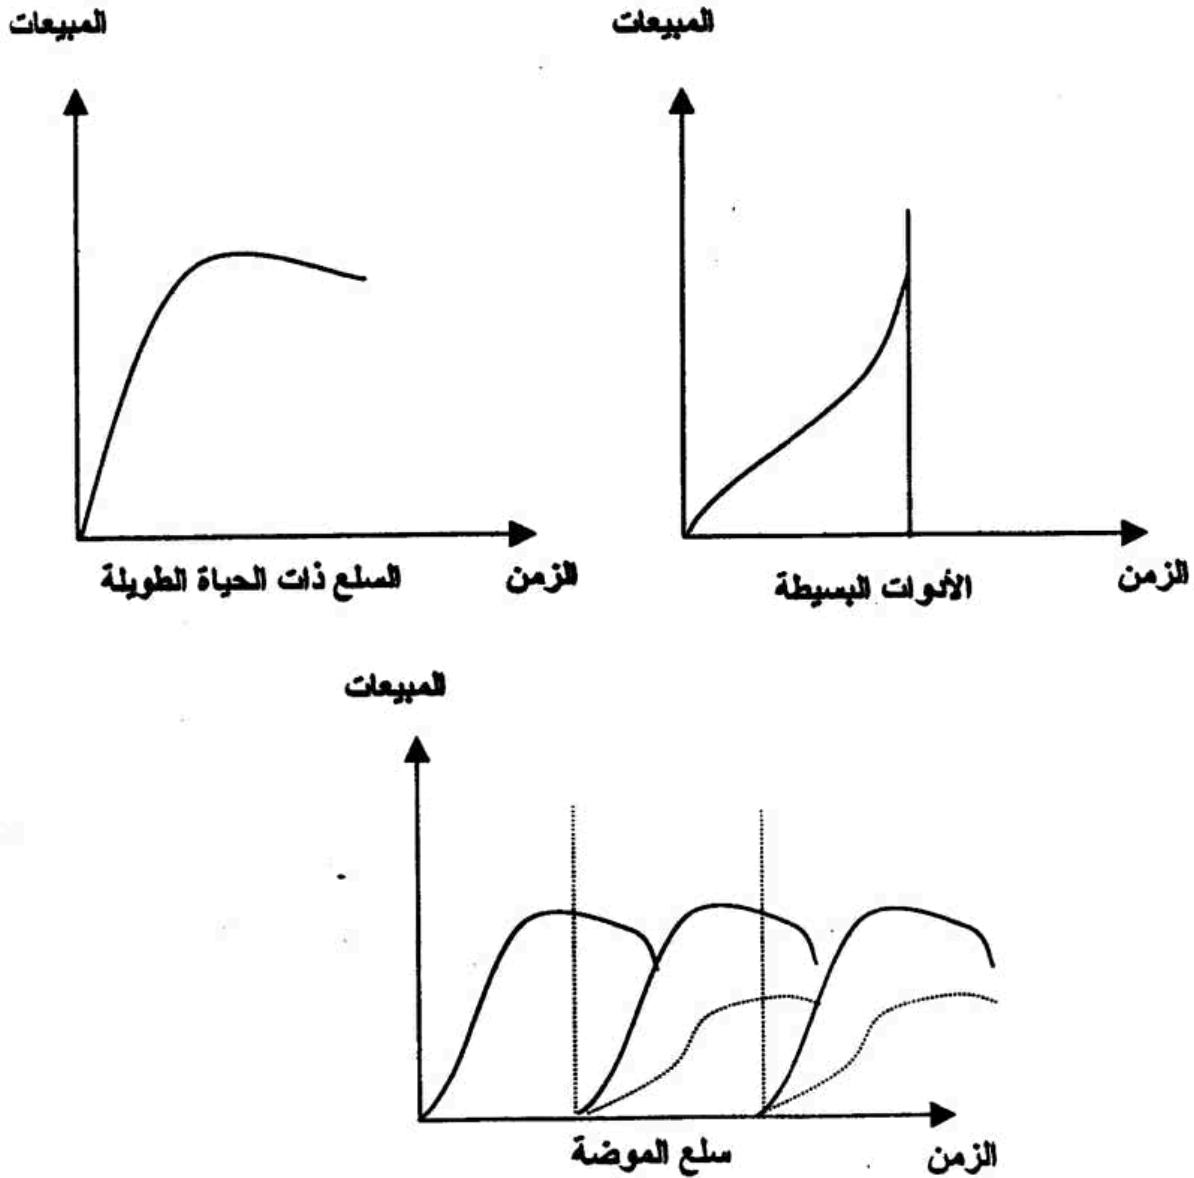 المبيعات
المبيعات
السلع ذات الحياة الطويلة
الزمن
الأدوات البسيطة
الزمن
المبيعات
سلع الموضة
الزمن